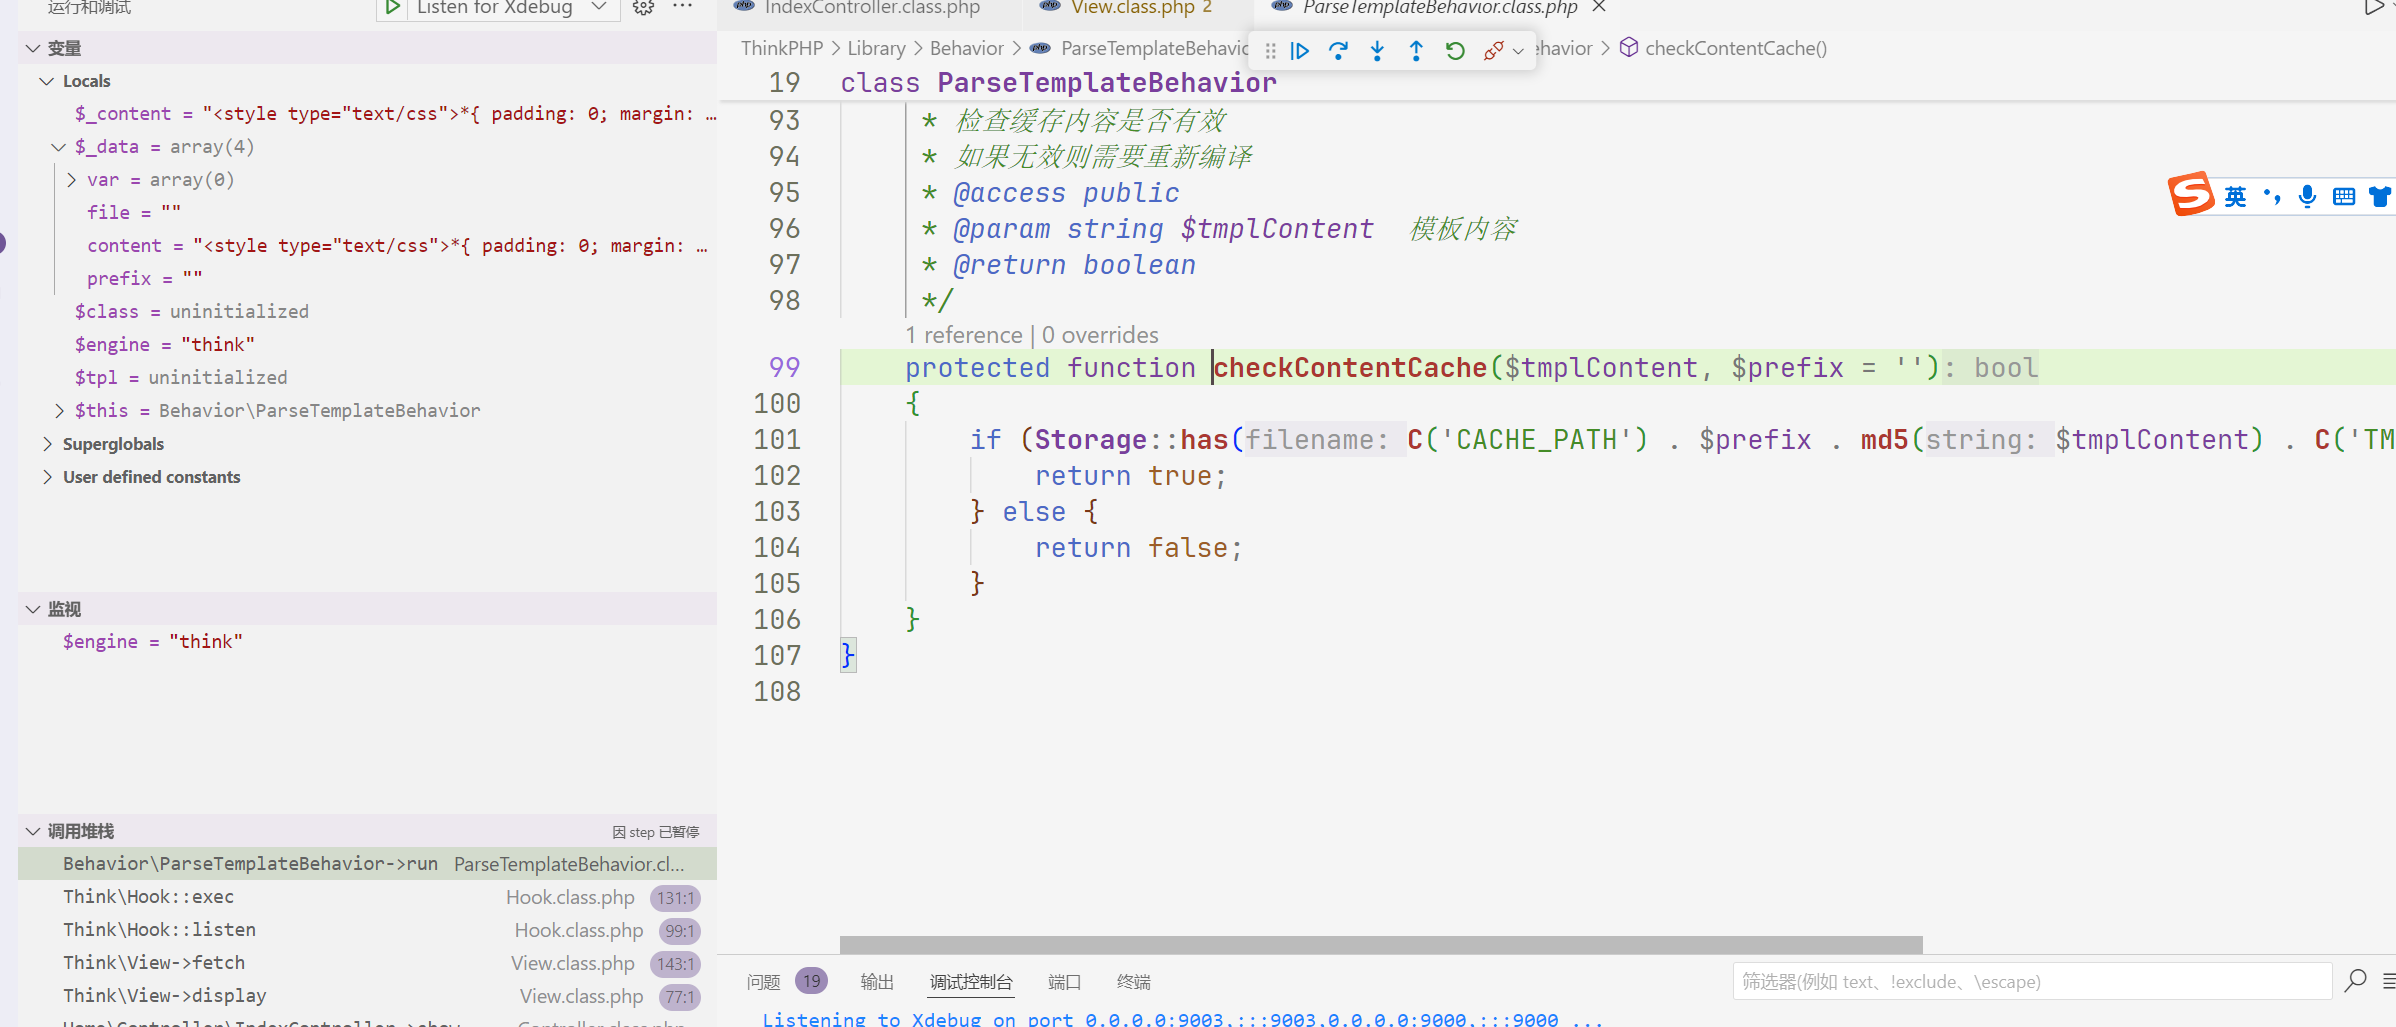 运行和调试
Listen for Xdebug
变量
Locals
$_content = "<style type="text/css">*{ padding: 0; margin: …
$_data = array(4)
var = array(0)
file = ""
content = "<style type="text/css">*{ padding: 0; margin: …
prefix = ""
$class = uninitialized
$engine = "think"
$tpl = uninitialized
$this = Behavior\ParseTemplateBehavior
Superglobals
User defined constants
监视
$engine = "think"
调用堆栈 因 step 已暂停
Behavior\ParseTemplateBehavior->run ParseTemplateBehavior.cl...
Think\Hook::exec Hook.class.php 131:1
Think\Hook::listen Hook.class.php 99:1
Think\View->fetch View.class.php 143:1
Think\View->display View.class.php 77:1
Home\Controller\IndexController->show Controller.class.php
IndexController.class.php View.class.php 2 ParseTemplateBehavior.class.php
ThinkPHP > Library > Behavior > ParseTemplateBehavio ehavior > checkContentCache()
19 class ParseTemplateBehavior
93 * 检查缓存内容是否有效
94 * 如果无效则需要重新编译
95 * @access public
96 * @param string $tmplContent 模板内容
97 * @return boolean
98 */
1 reference | 0 overrides
99 protected function checkContentCache($tmplContent, $prefix = ''): bool
100 {
101 if (Storage::has(filename: C('CACHE_PATH') . $prefix . md5(string: $tmplContent) . C('TM
102 return true;
103 } else {
104 return false;
105 }
106 }
107 }
108
英
问题 19 输出 调试控制台 端口 终端 筛选器(例如 text、!exclude、\escape)
Listening to Xdebug on port 0.0.0.0:9003,:::9003,0.0.0.0:9000,:::9000 ...